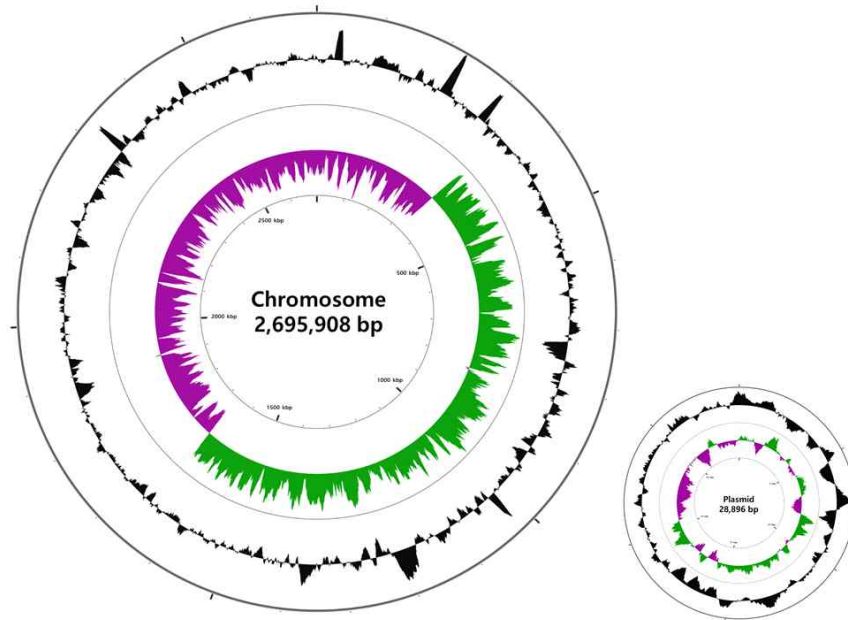 2500 kbp
500 kbp
Chromosome
2,695,908 bp
2000 kbp
1000 kbp
1500 kbp
Plasmid
28,896 bp